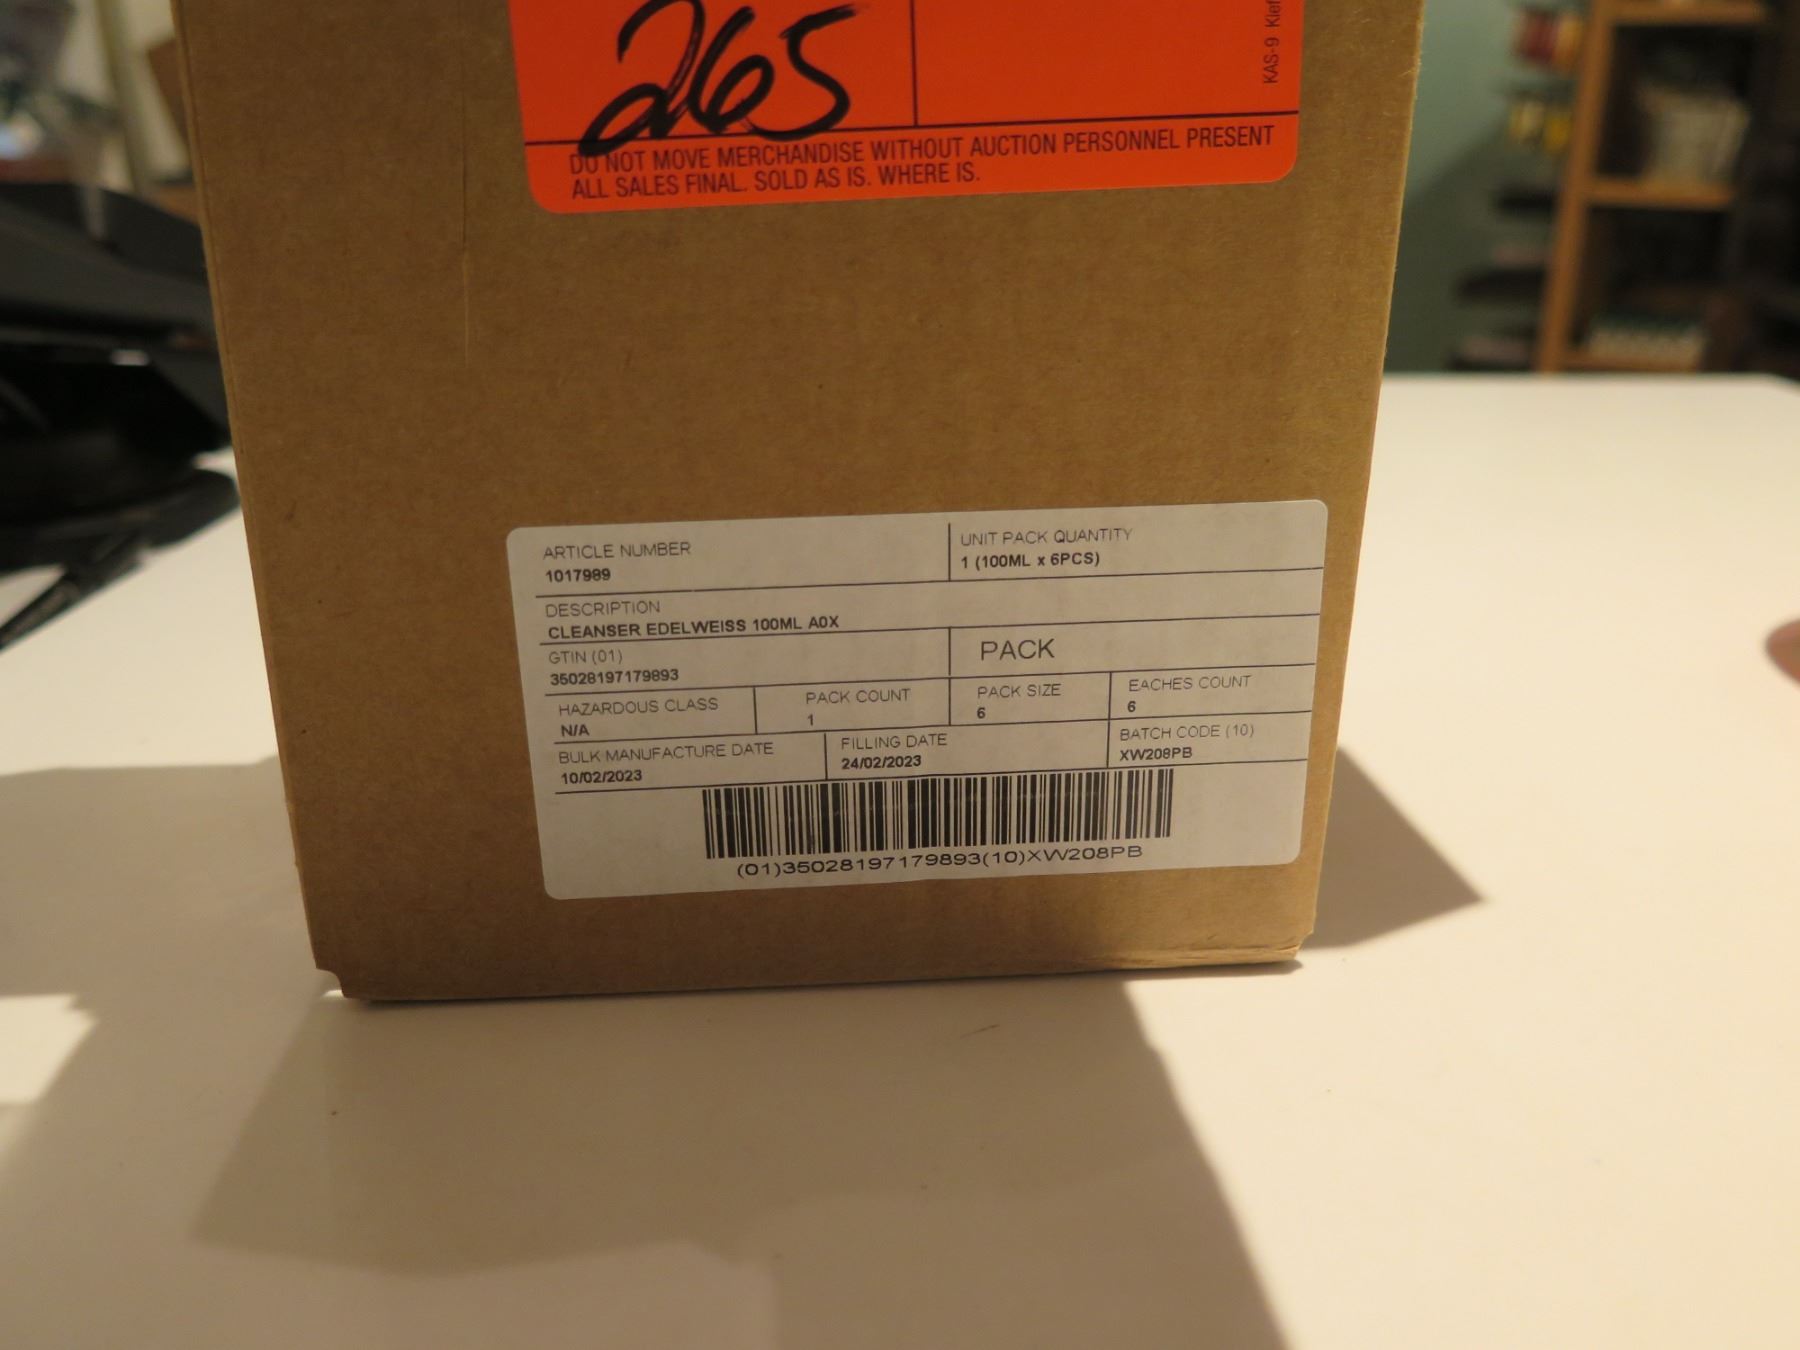 265
KAS-9
DO NOT MOVE MERCHANDISE WITHOUT AUCTION PERSONNEL PRESENT
ALL SALES FINAL. SOLD AS IS. WHERE IS.
ARTICLE NUMBER
1017989
UNIT PACK QUANTITY
1 (100ML x 6PCS)
DESCRIPTION
CLEANSER EDELWEISS 100ML A0X
GTIN (01)
35028197179893
PACK
HAZARDOUS CLASS
N/A
PACK COUNT
1
PACK SIZE
6
EACHES COUNT
6
BULK MANUFACTURE DATE
10/02/2023
FILLING DATE
24/02/2023
BATCH CODE (10)
XW208PB
(01)35028197179893(10)XW208PB